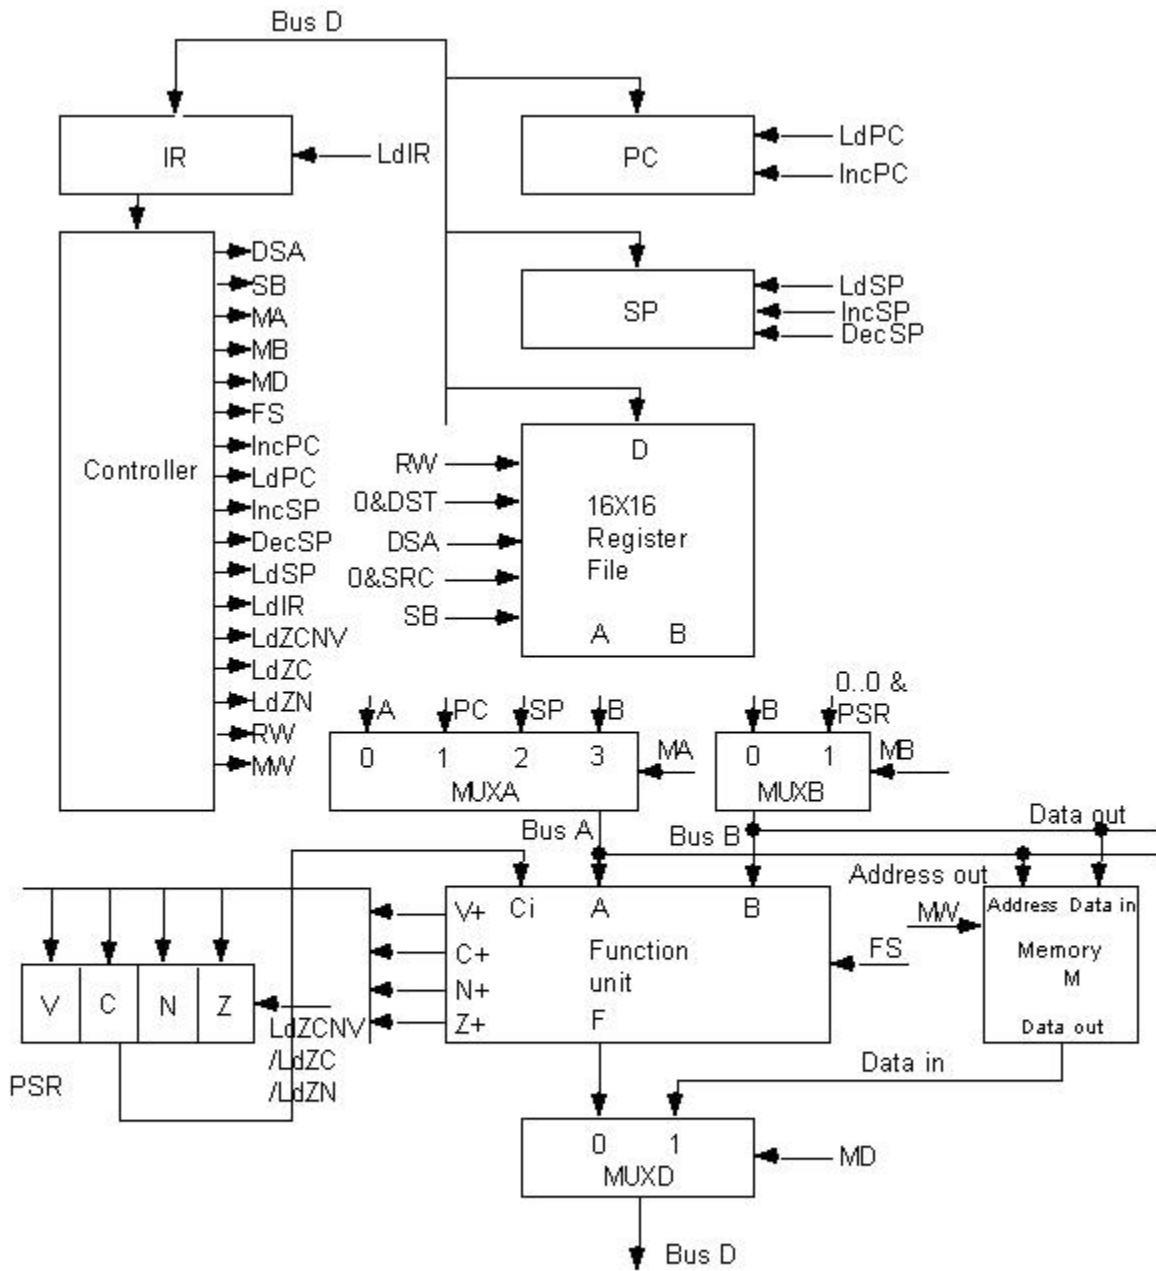 Bus D
IR
LdIR
PC
LdPC
IncPC
SP
LdSP
IncSP
DecSP
Controller
DSA
SB
MA
MB
MD
FS
IncPC
LdPC
IncSP
DecSP
LdSP
LdIR
LdZCNV
LdZC
LdZN
RW
MW
RW
0&DST
DSA
0&SRC
SB
D
16X16
Register
File
A B
A PC SP B
0 1 2 3
MUXA
MA
0..0 &
B PSR
0 1
MUXB
MB
Bus A
Bus B
Data out
Address out
V+ Ci A B
C+ Function
N+ unit
Z+ F
FS
MW
Address Data in
Memory
M
Data out
V C N Z
LdZCNV
/LdZC
/LdZN
PSR
Data in
0 1
MUXD
MD
Bus D